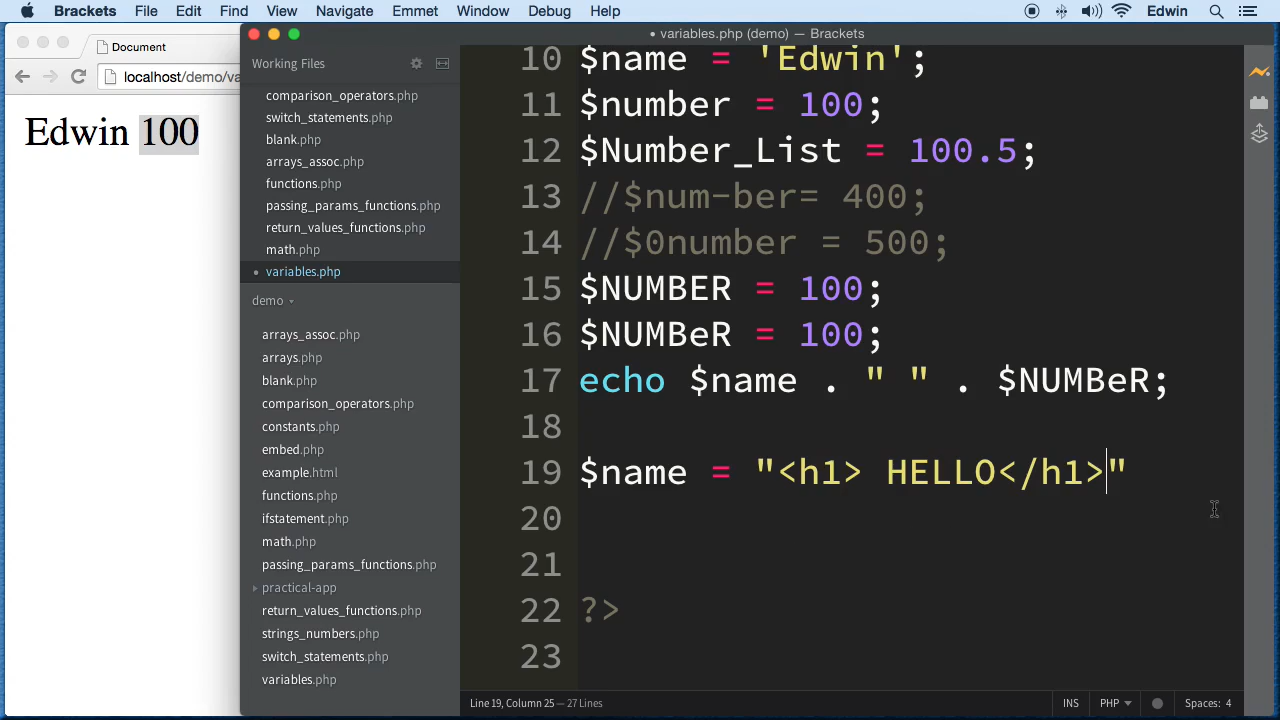 Brackets File Edit Find View Navigate Emmet Window Debug Help Edwin
Document
localhost/demo/va
Edwin 100
• variables.php (demo) — Brackets
Working Files
comparison_operators.php
switch_statements.php
blank.php
arrays_assoc.php
functions.php
passing_params_functions.php
return_values_functions.php
math.php
• variables.php
demo
arrays_assoc.php
arrays.php
blank.php
comparison_operators.php
constants.php
embed.php
example.html
functions.php
ifstatement.php
math.php
passing_params_functions.php
practical-app
return_values_functions.php
strings_numbers.php
switch_statements.php
variables.php
10 $name = 'Edwin';
11 $number = 100;
12 $Number_List = 100.5;
13 //$num-ber= 400;
14 //$0number = 500;
15 $NUMBER = 100;
16 $NUMBeR = 100;
17 echo $name . " " . $NUMBeR;
18
19 $name = "<h1> HELLO</h1>"
20
21
22 ?>
23
Line 19, Column 25 — 27 Lines
INS PHP Spaces: 4